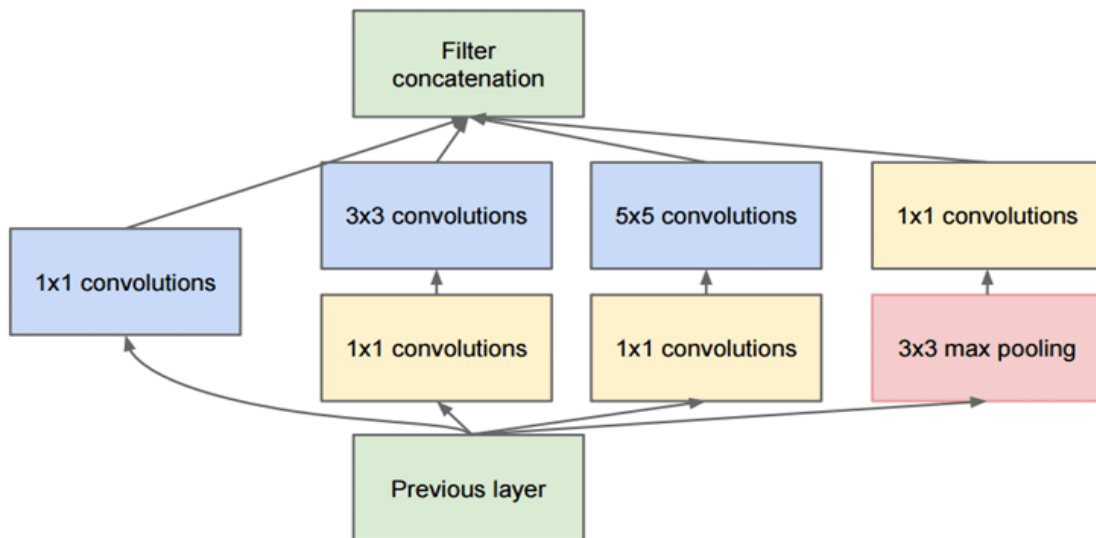 Filter
concatenation
3x3 convolutions
5x5 convolutions
1x1 convolutions
1x1 convolutions
1x1 convolutions
1x1 convolutions
3x3 max pooling
Previous layer